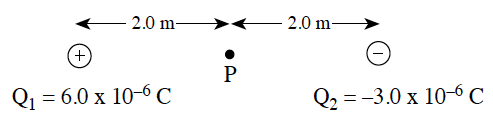 2.0 m 2.0 m
+ −
P
Q₁ = 6.0 x 10⁻⁶ C Q₂ = –3.0 x 10⁻⁶ C